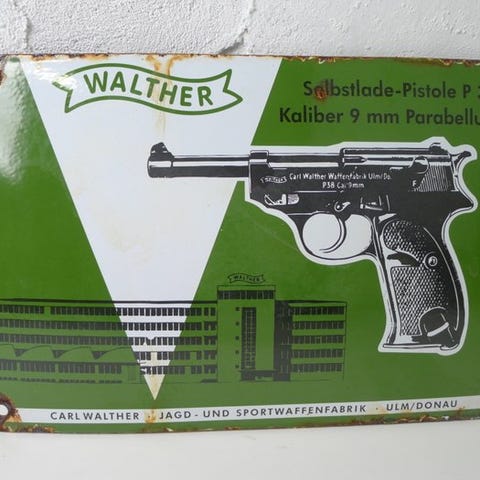 WALTHER
Selbstlade-Pistole P
Kaliber 9 mm Parabellu
Carl Walther Waffenfabrik Ulm/Do.
P38 Cal 9mm
F
WALTHER
CARL WALTHER JAGD - UND SPORTWAFFENFABRIK · ULM/DONAU